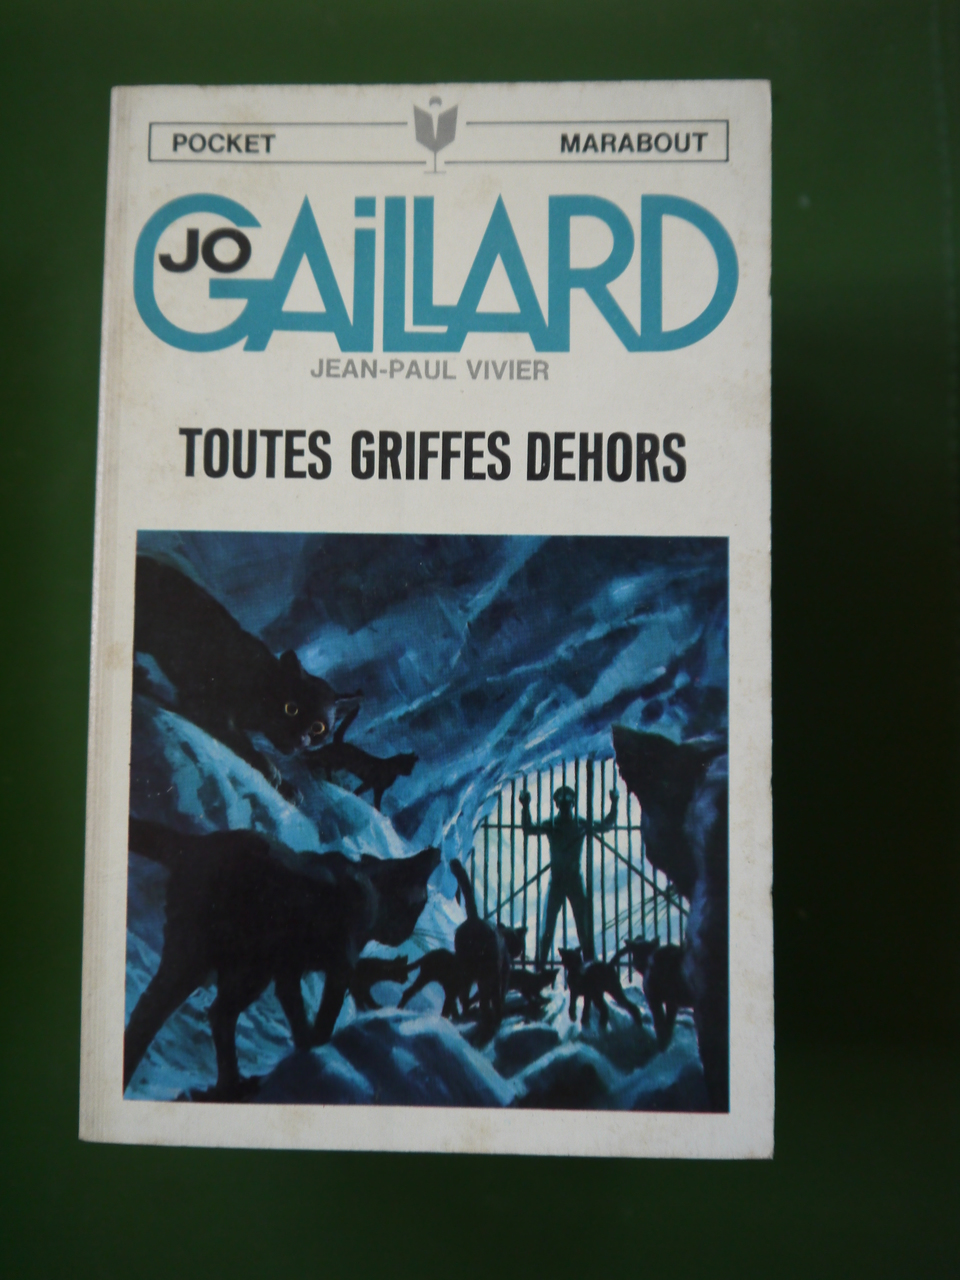 POCKET MARABOUT
JO
GAiLLARD
JEAN-PAUL VIVIER
TOUTES GRIFFES DEHORS